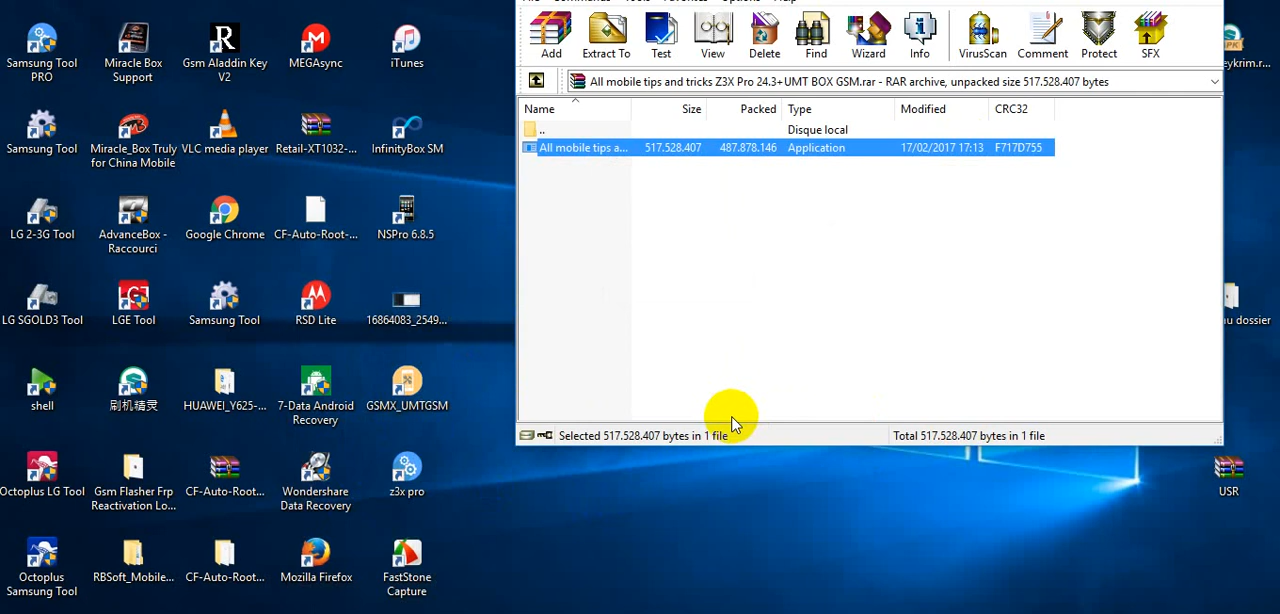 Samsung Tool
PRO
Miracle Box
Support
Gsm Aladdin Key
V2
MEGAsync
iTunes
Samsung Tool
Miracle_Box Truly
for China Mobile
VLC media player
Retail-XT1032-...
InfinityBox SM
LG 2-3G Tool
AdvanceBox -
Raccourci
Google Chrome
CF-Auto-Root-...
NSPro 6.8.5
LG SGOLD3 Tool
LGE Tool
Samsung Tool
RSD Lite
16864083_2549...
shell
刷机精灵
HUAWEI_Y625-...
7-Data Android
Recovery
GSMX_UMTGSM
Octoplus LG Tool
Gsm Flasher Frp
Reactivation Lo...
CF-Auto-Root...
Wondershare
Data Recovery
z3x pro
Octoplus
Samsung Tool
RBSoft_Mobile...
CF-Auto-Root...
Mozilla Firefox
FastStone
Capture
Add
Extract To
Test
View
Delete
Find
Wizard
Info
VirusScan
Comment
Protect
SFX
All mobile tips and tricks Z3X Pro 24.3+UMT BOX GSM.rar - RAR archive, unpacked size 517.528.407 bytes
Name Size Packed Type Modified CRC32
.. Disque local
All mobile tips a... 517.528.407 487.878.146 Application 17/02/2017 17:13 F717D755
Selected 517.528.407 bytes in 1 file
Total 517.528.407 bytes in 1 file
USR